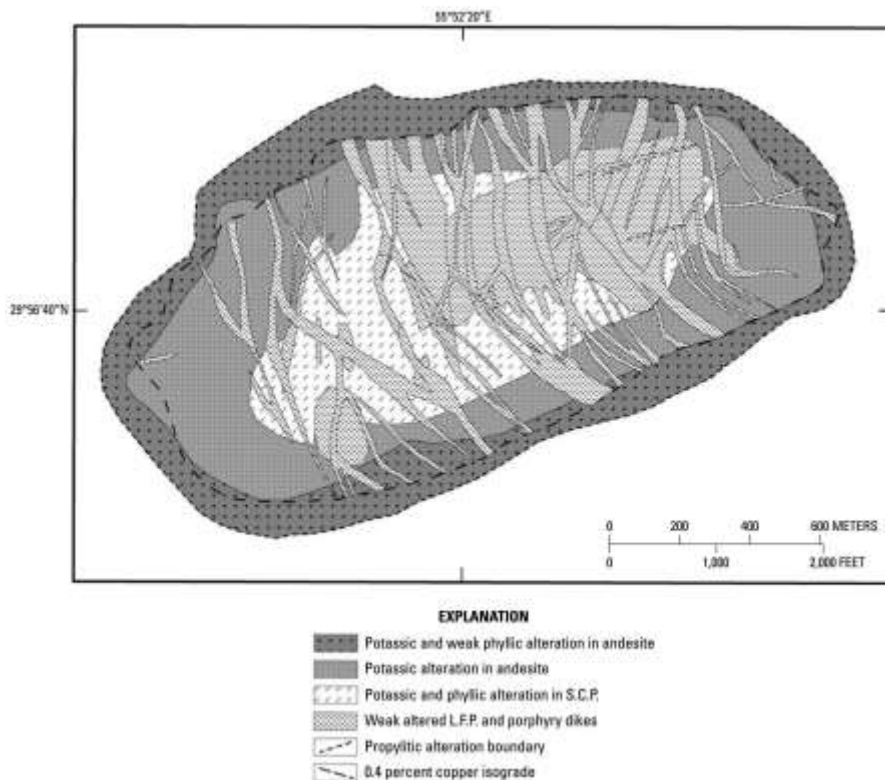 55°52'20"E
29°56'40"N
0 200 400 600 METERS
0 1,000 2,000 FEET
EXPLANATION
Potassic and weak phyllic alteration in andesite
Potassic alteration in andesite
Potassic and phyllic alteration in S.C.P.
Weak altered L.F.P. and porphyry dikes
Propylitic alteration boundary
0.4 percent copper isograde